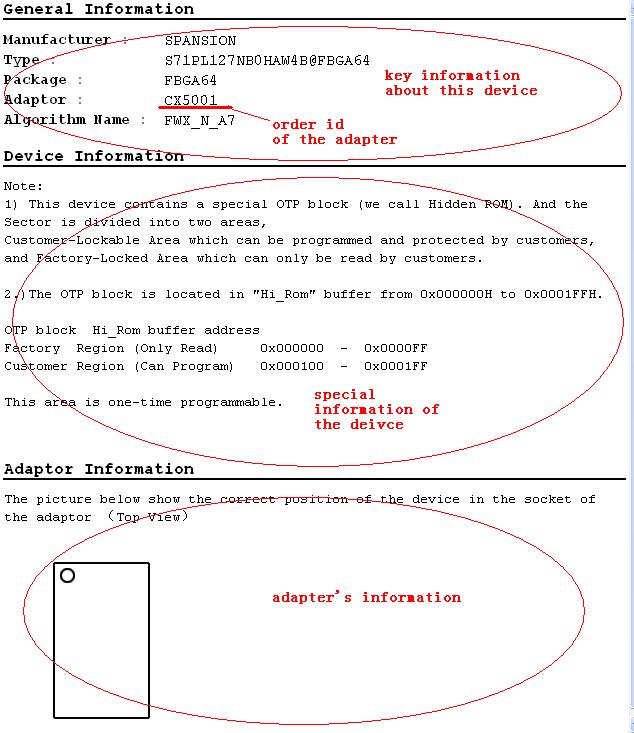 General Information
Manufacturer : SPANSION
Type : S71PL127NB0HAW4B@FBGA64
Package : FBGA64
Adaptor : CX5001
Algorithm Name : FWX_N_A7
key information
about this device
order id
of the adapter
Device Information
Note:
1) This device contains a special OTP block (we call Hidden ROM). And the
Sector is divided into two areas,
Customer-Lockable Area which can be programmed and protected by customers,
and Factory-Locked Area which can only be read by customers.
2.)The OTP block is located in "Hi_Rom" buffer from 0x000000H to 0x0001FFH.
OTP block Hi_Rom buffer address
Factory Region (Only Read) 0x000000 - 0x0000FF
Customer Region (Can Program) 0x000100 - 0x0001FF
This area is one-time programmable.
special
information of
the deivce
Adaptor Information
The picture below show the correct position of the device in the socket of
the adaptor （Top View）
adapter's information